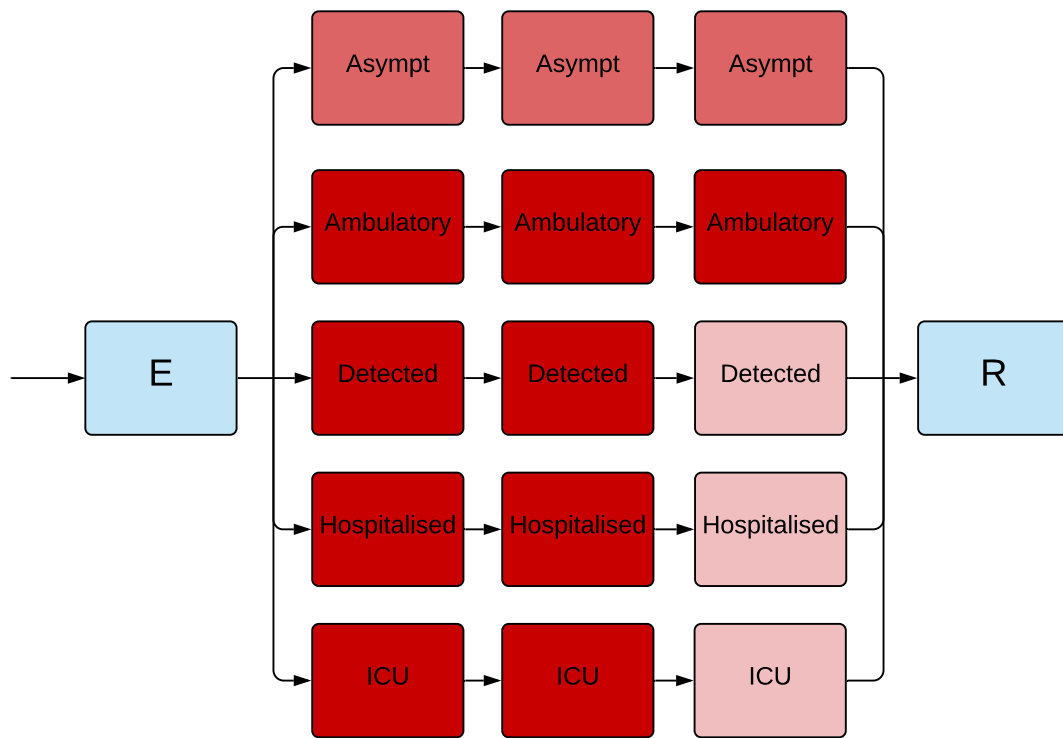 Asympt Asympt Asympt
Ambulatory Ambulatory Ambulatory
E Detected Detected Detected R
Hospitalised Hospitalised Hospitalised
ICU ICU ICU